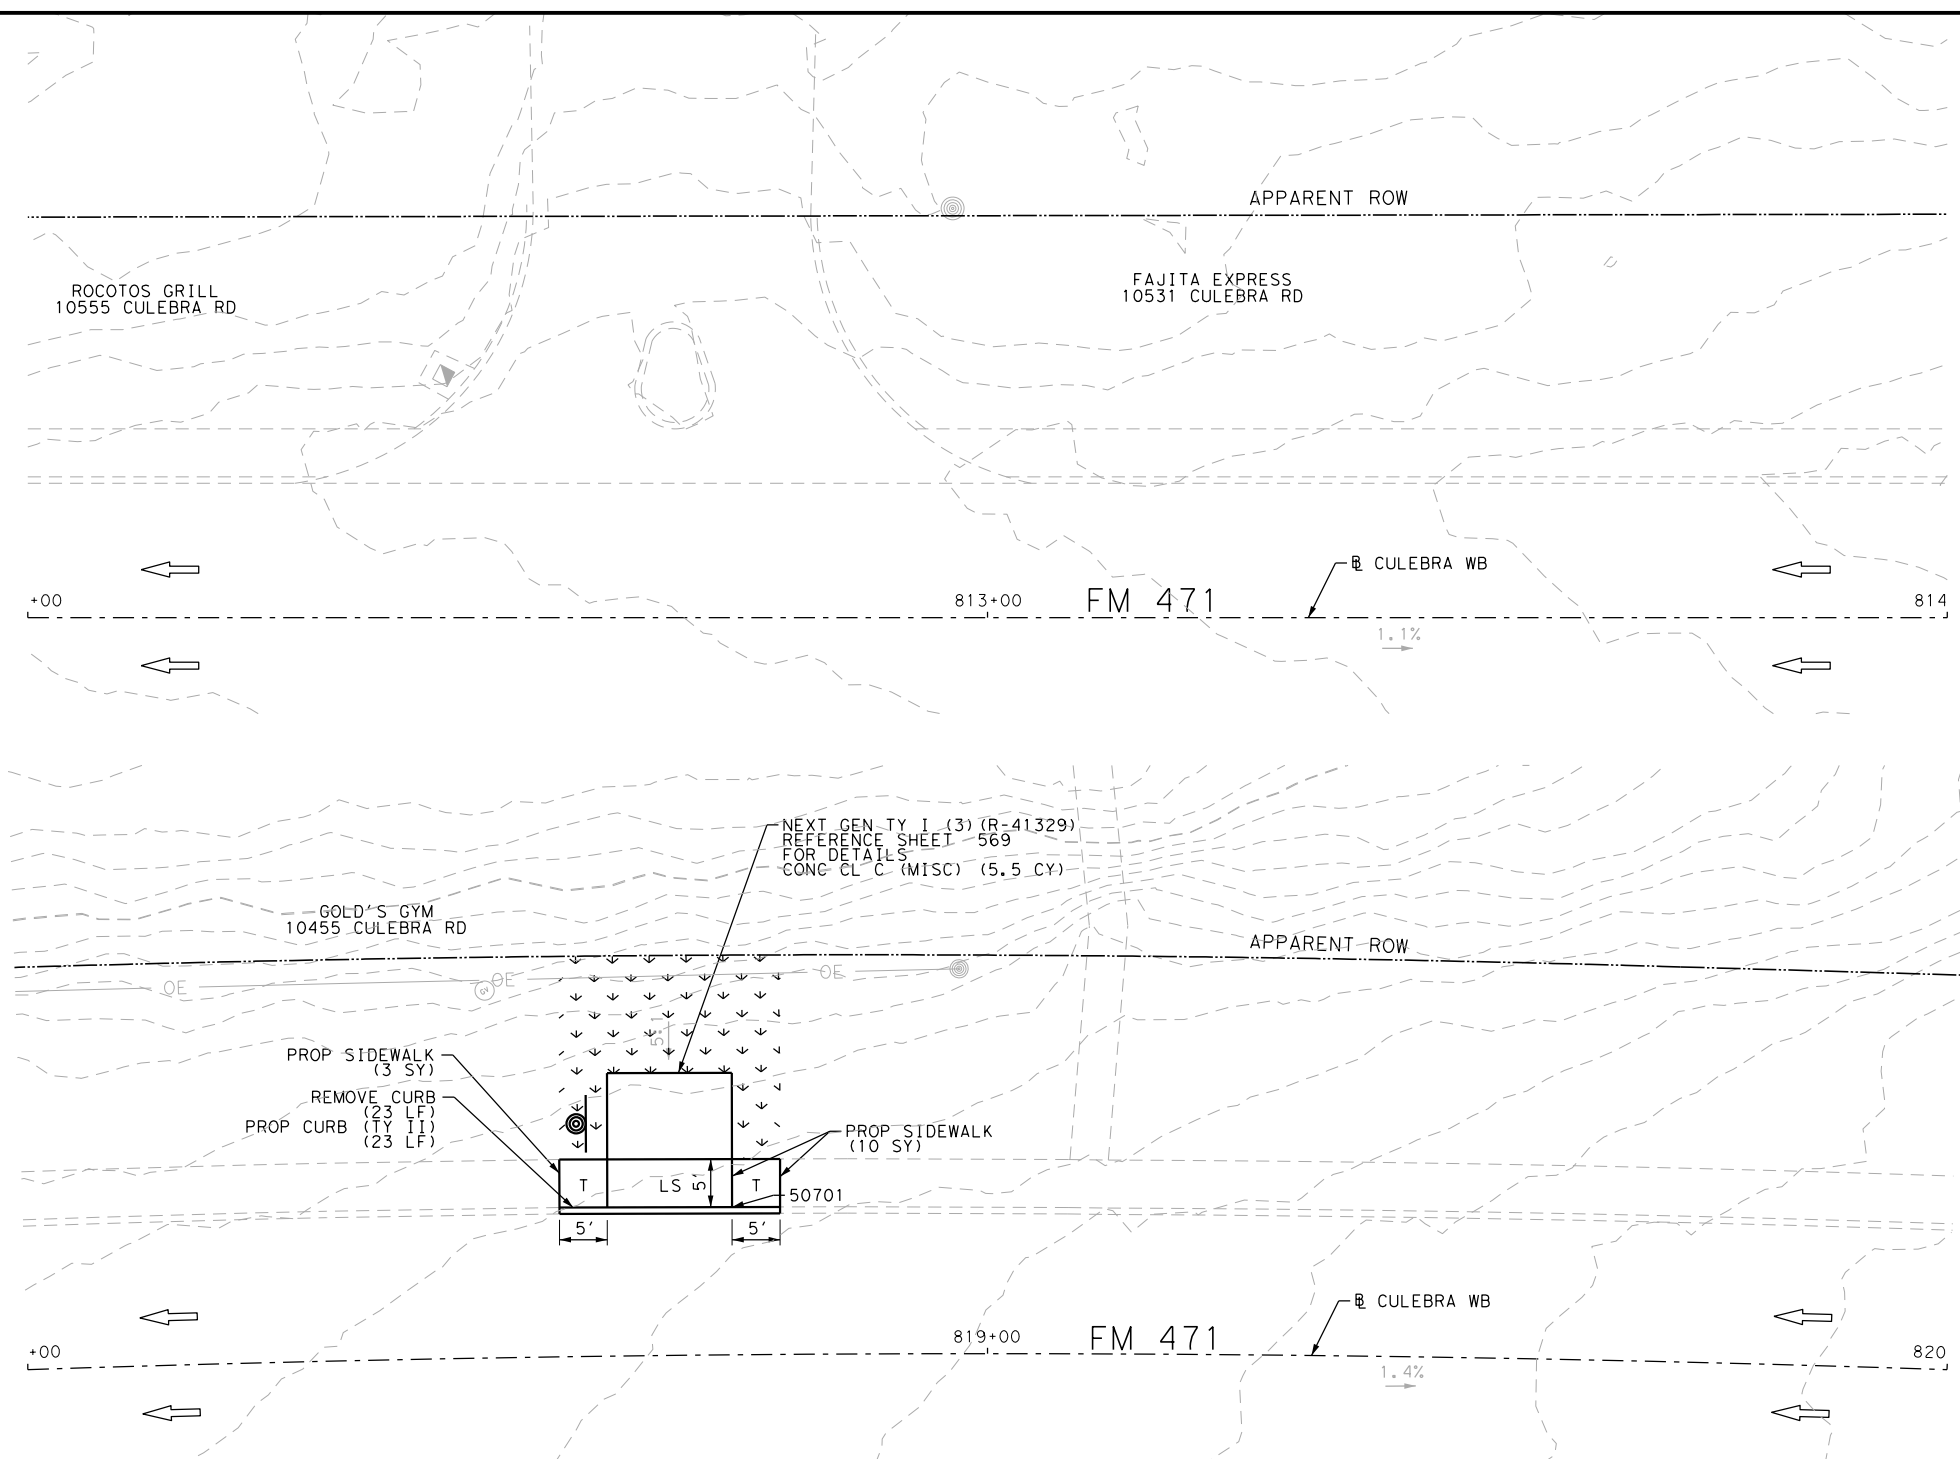 APPARENT ROW
ROCOTOS GRILL
10555 CULEBRA RD
FAJITA EXPRESS
10531 CULEBRA RD
℄ CULEBRA WB
+00
813+00
FM 471
814
1.1%
NEXT GEN TY I (3)(R-41329)
REFERENCE SHEET 569
FOR DETAILS
CONC CL C (MISC) (5.5 CY)
GOLD'S GYM
10455 CULEBRA RD
APPARENT ROW
OE
OE
OE
GV
5:1
PROP SIDEWALK
(3 SY)
REMOVE CURB
(23 LF)
PROP CURB (TY II)
(23 LF)
PROP SIDEWALK
(10 SY)
T
LS
5'
T
50701
5'
5'
℄ CULEBRA WB
+00
819+00
FM 471
820
1.4%